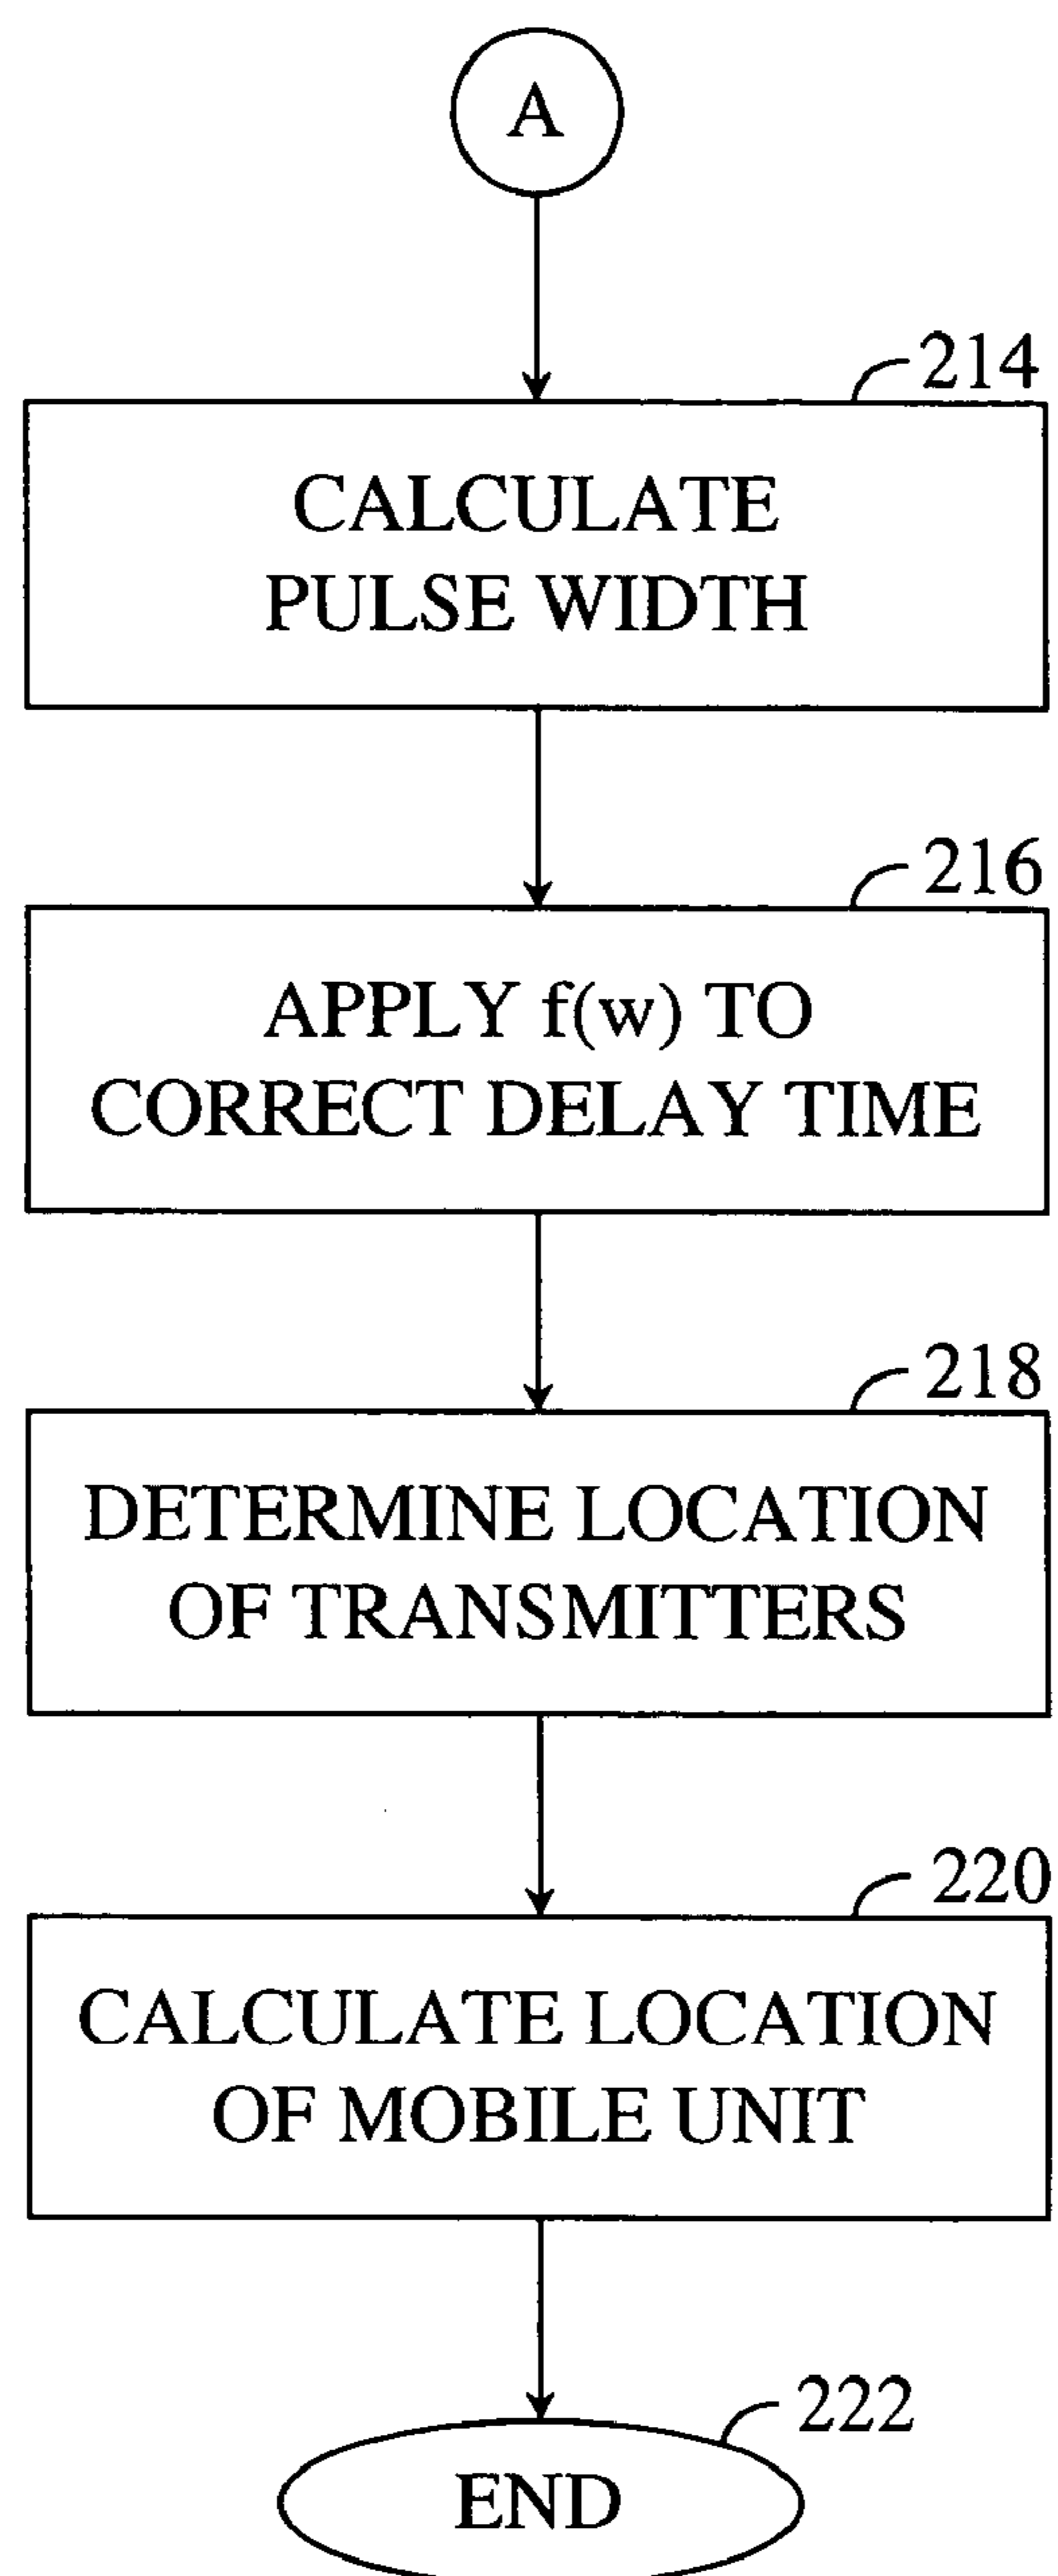 A
214
CALCULATE
PULSE WIDTH
216
APPLY f(w) TO
CORRECT DELAY TIME
218
DETERMINE LOCATION
OF TRANSMITTERS
220
CALCULATE LOCATION
OF MOBILE UNIT
222
END